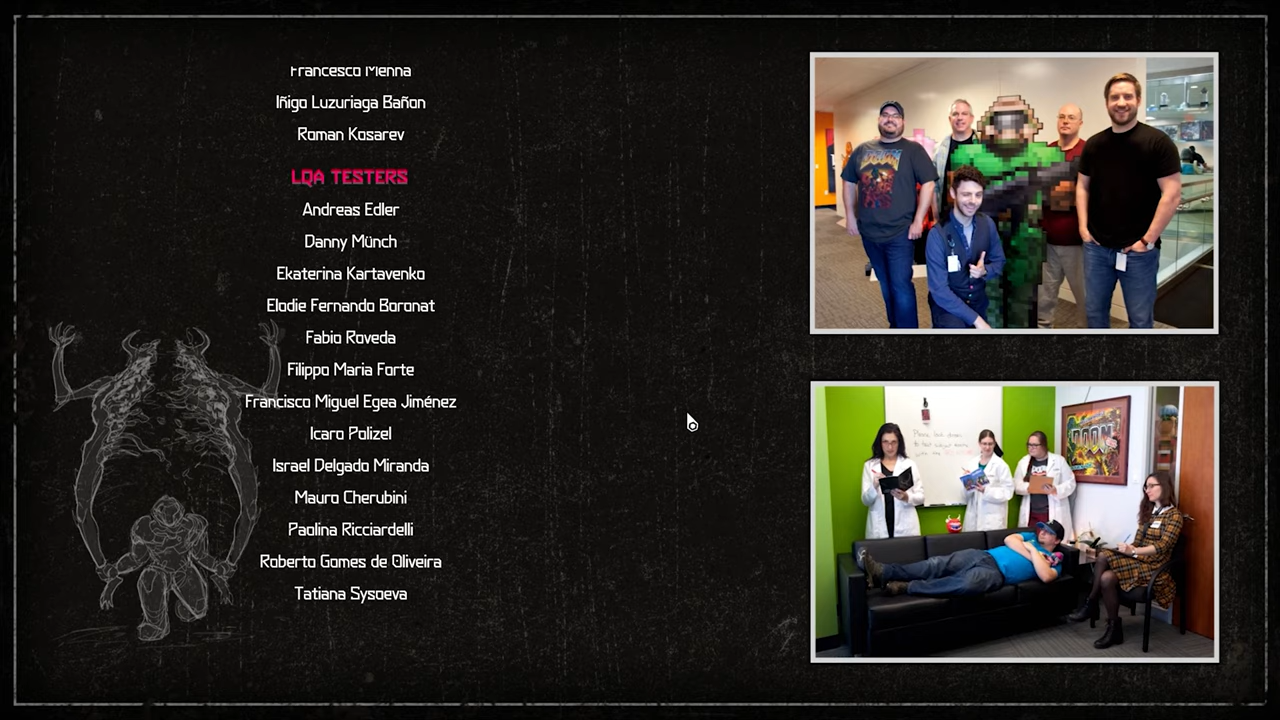 Francesco Menna
Iñigo Luzuriaga Bañon
Roman Kosarev
LQA TESTERS
Andreas Edler
Danny Münch
Ekaterina Kartavenko
Elodie Fernando Boronat
Fabio Roveda
Filippo Maria Forte
Francisco Miguel Egea Jiménez
Icaro Polizel
Israel Delgado Miranda
Mauro Cherubini
Paolina Ricciardelli
Roberto Gomes de Oliveira
Tatiana Sysoeva
DOOM
DOOM